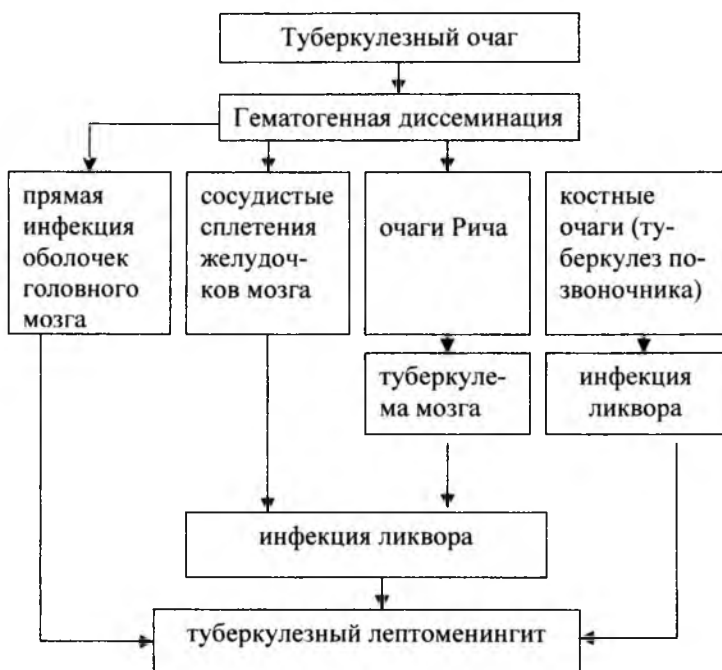 Туберкулезный очаг
Гематогенная диссеминация
прямая
инфекция
оболочек
головного
мозга
сосудистые
сплетения
желудоч-
ков мозга
очаги Рича
костные
очаги (ту-
беркулез по-
звоночника)
туберкуле-
ма мозга
инфекция
ликвора
инфекция ликвора
туберкулезный лептоменингит